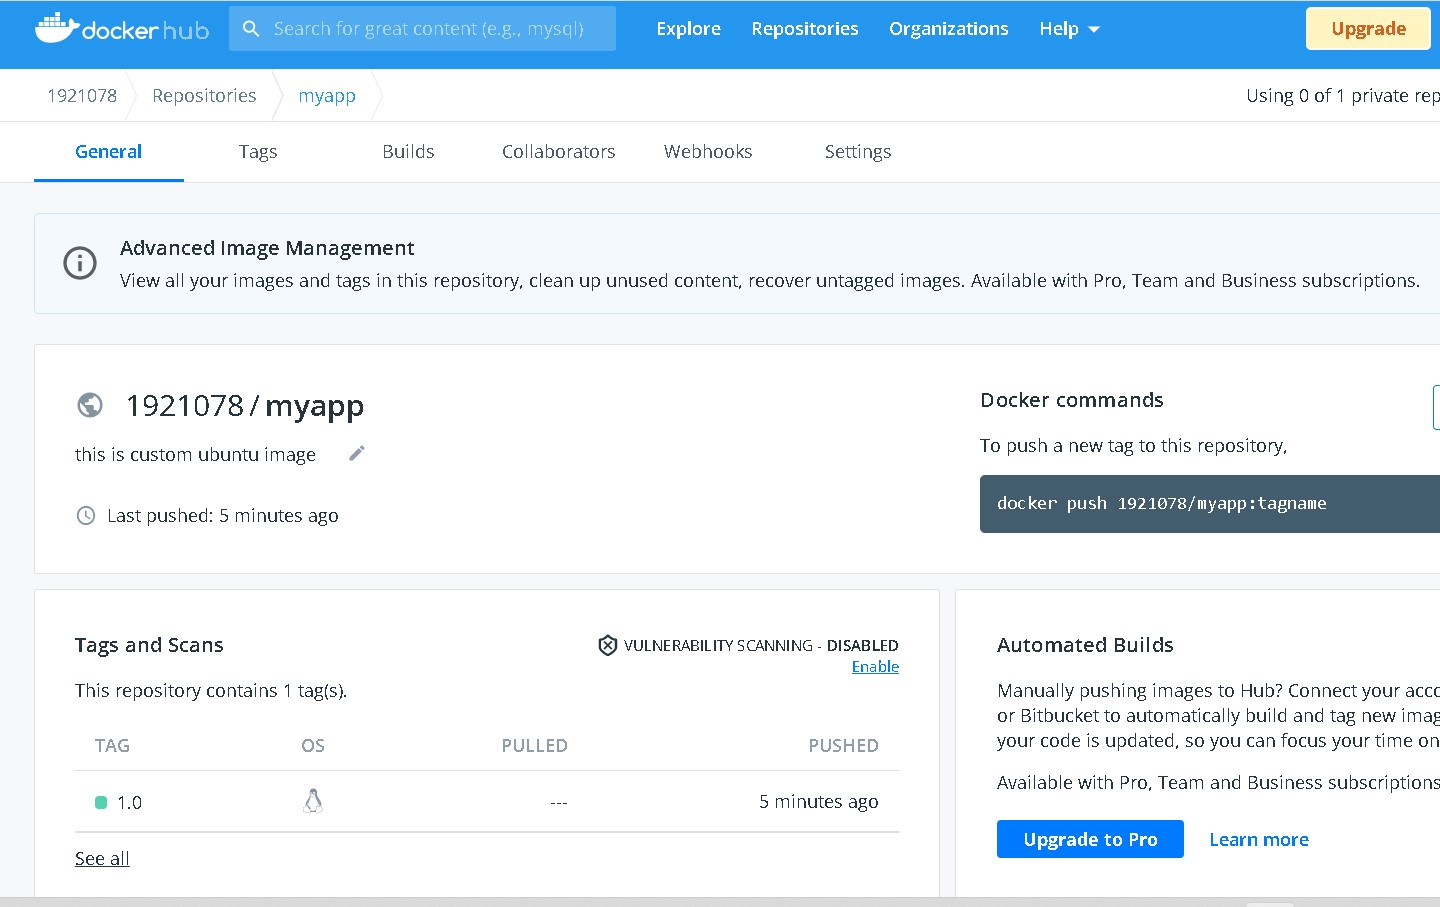 docker hub
Search for great content (e.g., mysql)
Explore
Repositories
Organizations
Help
Upgrade
1921078
Repositories
myapp
Using 0 of 1 private rep
General
Tags
Builds
Collaborators
Webhooks
Settings
Advanced Image Management
View all your images and tags in this repository, clean up unused content, recover untagged images. Available with Pro, Team and Business subscriptions.
1921078 / myapp
this is custom ubuntu image
Last pushed: 5 minutes ago
Docker commands
To push a new tag to this repository,
docker push 1921078/myapp:tagname
Tags and Scans
VULNERABILITY SCANNING - DISABLED
Enable
This repository contains 1 tag(s).
TAG OS PULLED PUSHED
1.0 --- 5 minutes ago
See all
Automated Builds
Manually pushing images to Hub? Connect your acco
or Bitbucket to automatically build and tag new imag
your code is updated, so you can focus your time on
Available with Pro, Team and Business subscriptions
Upgrade to Pro
Learn more